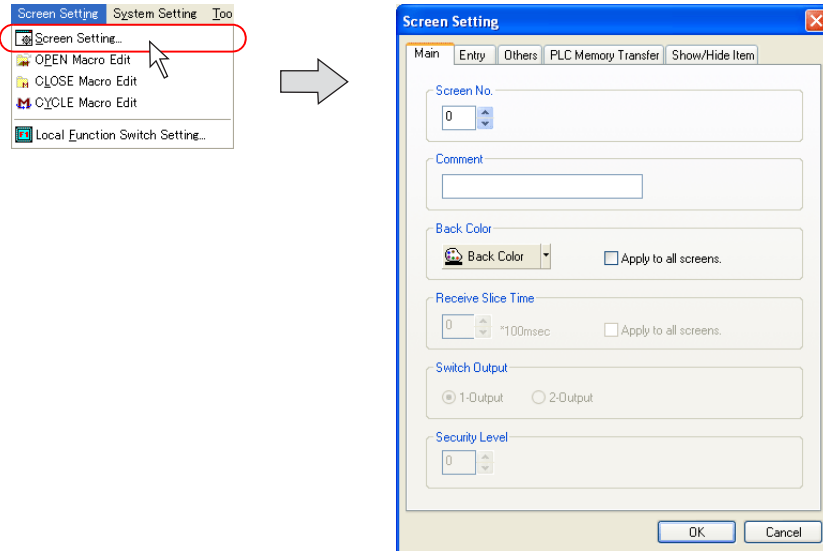 Screen Setting System Setting Too
Screen Setting...
OPEN Macro Edit
CLOSE Macro Edit
CYCLE Macro Edit
Local Function Switch Setting...
Screen Setting
Main Entry Others PLC Memory Transfer Show/Hide Item
Screen No.
0
Comment
Back Color
Back Color Apply to all screens.
Receive Slice Time
0 *100msec Apply to all screens.
Switch Output
1-Output 2-Output
Security Level
0
OK Cancel